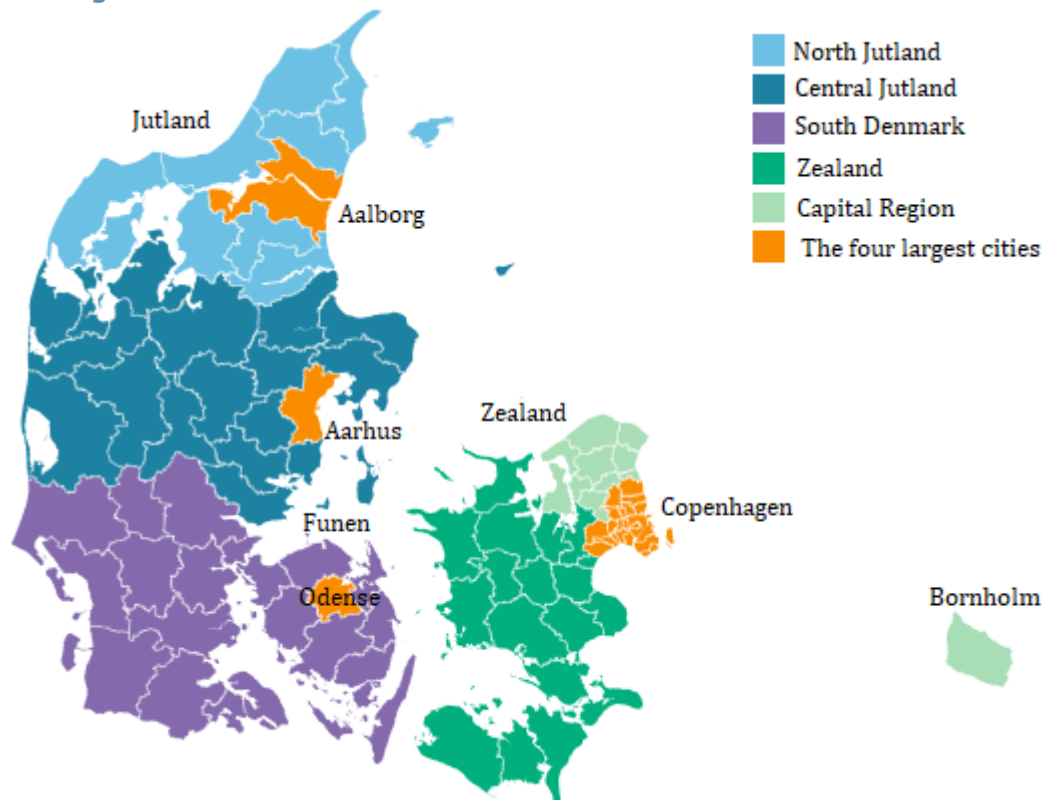 North Jutland
Central Jutland
South Denmark
Zealand
Capital Region
The four largest cities
Jutland
Aalborg
Zealand
Aarhus
Copenhagen
Funen
Odense
Bornholm